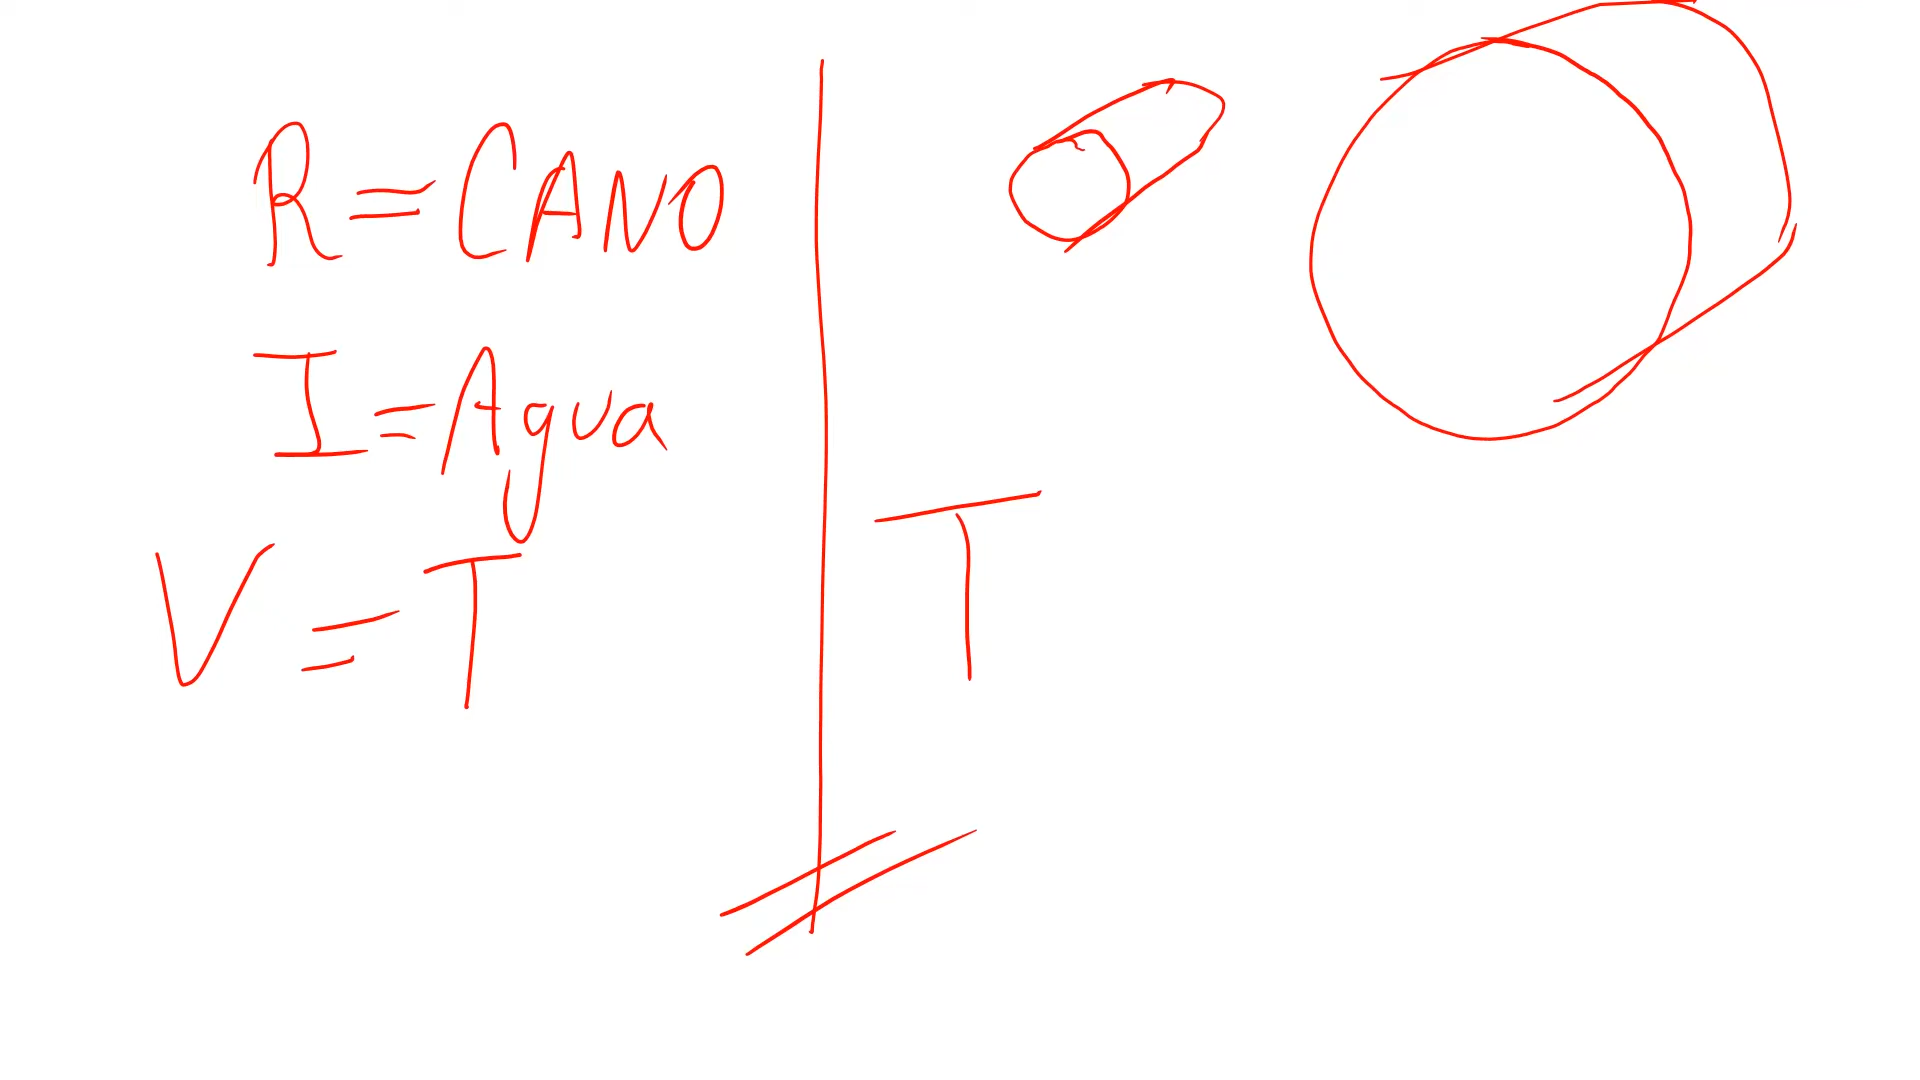 R = CANO
I = Agua
V = T
T